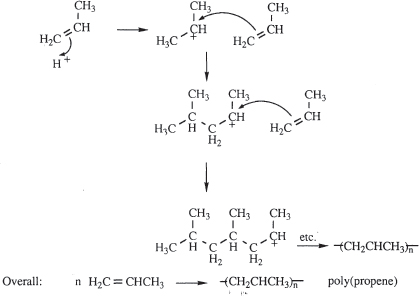 CH₃ CH₃ CH₃
H₂C CH CH CH
H₃C + H₂C
H⁺
CH₃ CH₃ CH₃
CH CH CH
H₃C C + H₂C
H₂
CH₃ CH₃ CH₃
CH CH CH etc.
H₃C C C + -(CH₂CHCH₃)n-
H₂ H₂
Overall: n H₂C=CHCH₃ -(CH₂CHCH₃)n- poly(propene)